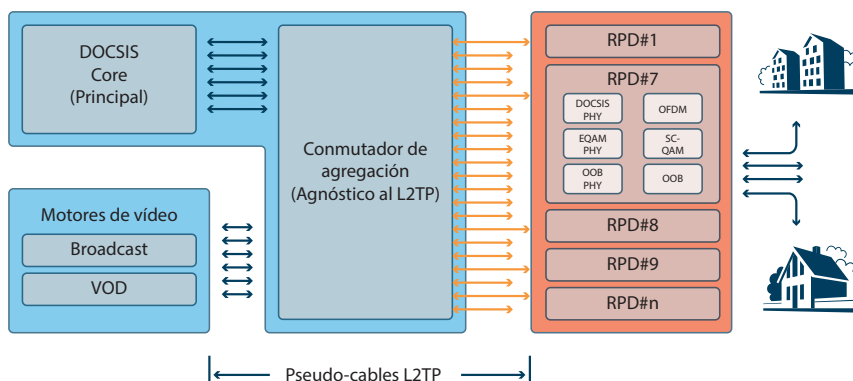 DOCSIS
Core
(Principal)
Motores de vídeo
Broadcast
VOD
Conmutador de
agregación
(Agnóstico al L2TP)
RPD#1
RPD#7
DOCSIS
PHY
OFDM
EQAM
PHY
SC-
QAM
OOB
PHY
OOB
RPD#8
RPD#9
RPD#n
Pseudo-cables L2TP